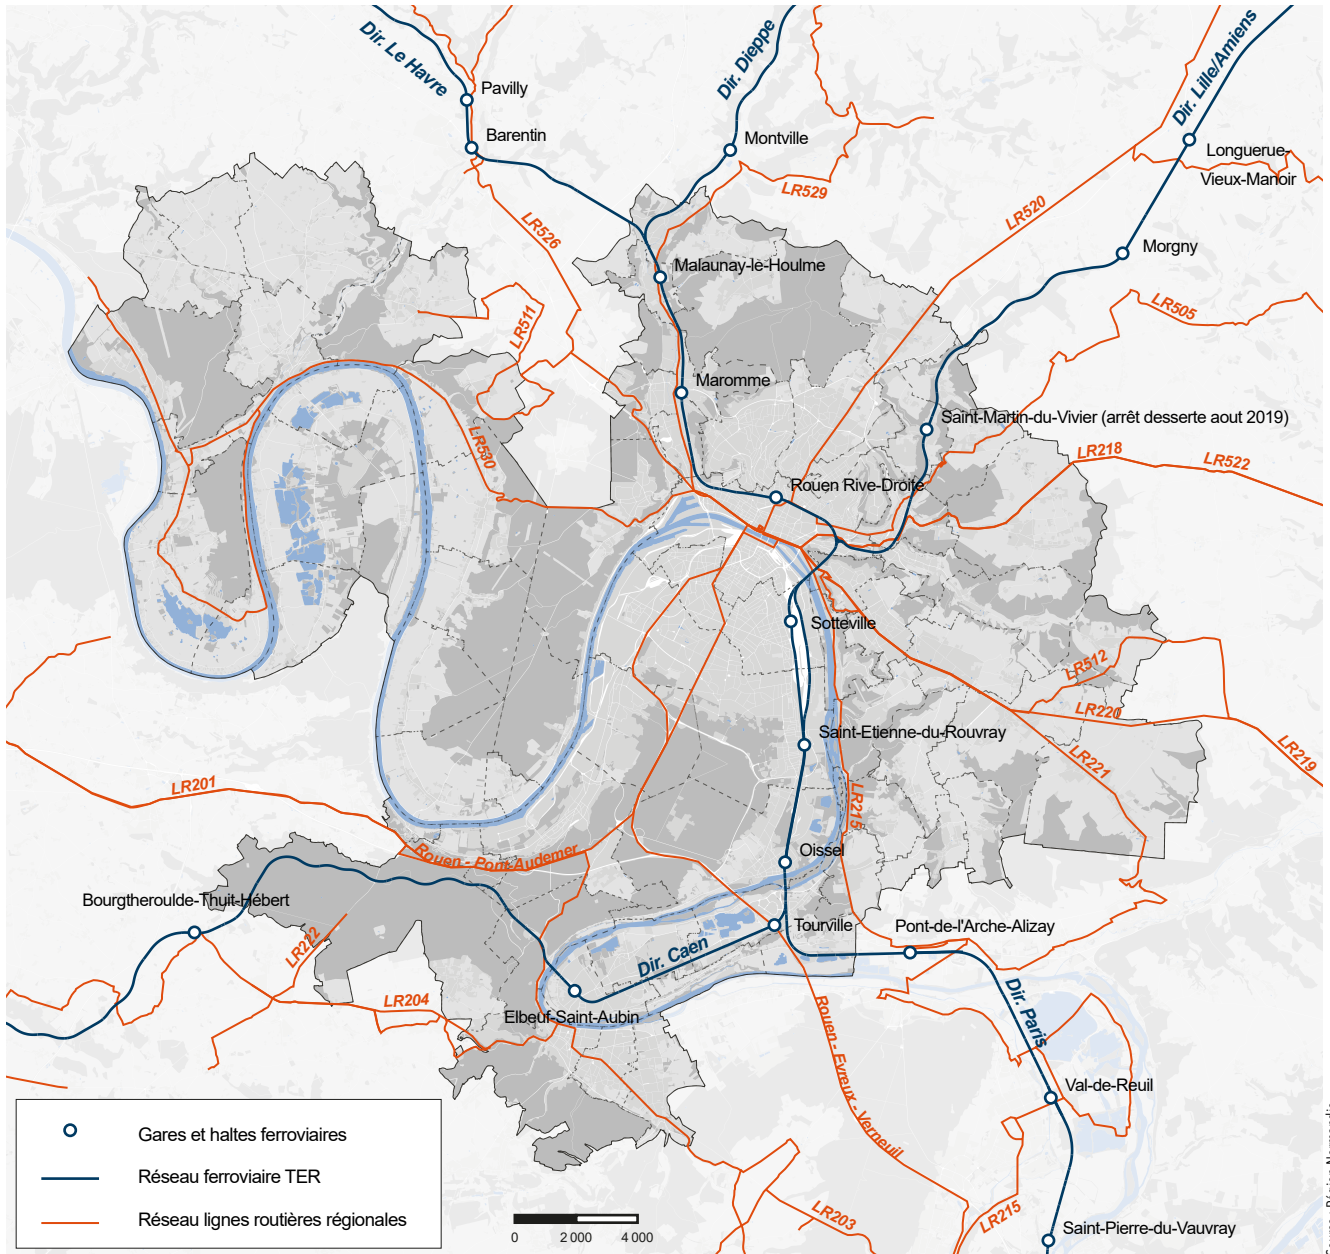 Dir. Le Havre
Dir. Dieppe
Dir. Lille/Amiens
Pavilly
Barentin
Montville
Longuerue-
Vieux-Manoir
LR529
LR520
LR526
Morgny
Malaunay-le-Houlme
LR505
LR511
Maromme
Saint-Martin-du-Vivier (arrêt desserte aout 2019)
LR530
LR218
LR522
Rouen Rive-Droite
Sotteville
LR512
LR220
Saint-Etienne-du-Rouvray
LR221
LR219
LR201
LR215
Rouen - Pont-Audemer
Oissel
Bourgtheroulde-Thuit-Hébert
Tourville
Pont-de-l'Arche-Alizay
LR222
Dir. Caen
LR204
Elbeuf-Saint-Aubin
Dir. Paris
Rouen - Evreux - Verneuil
Val-de-Reuil
Gares et haltes ferroviaires
Réseau ferroviaire TER
Réseau lignes routières régionales
0 2 000 4 000
LR203
LR215
Saint-Pierre-du-Vauvray